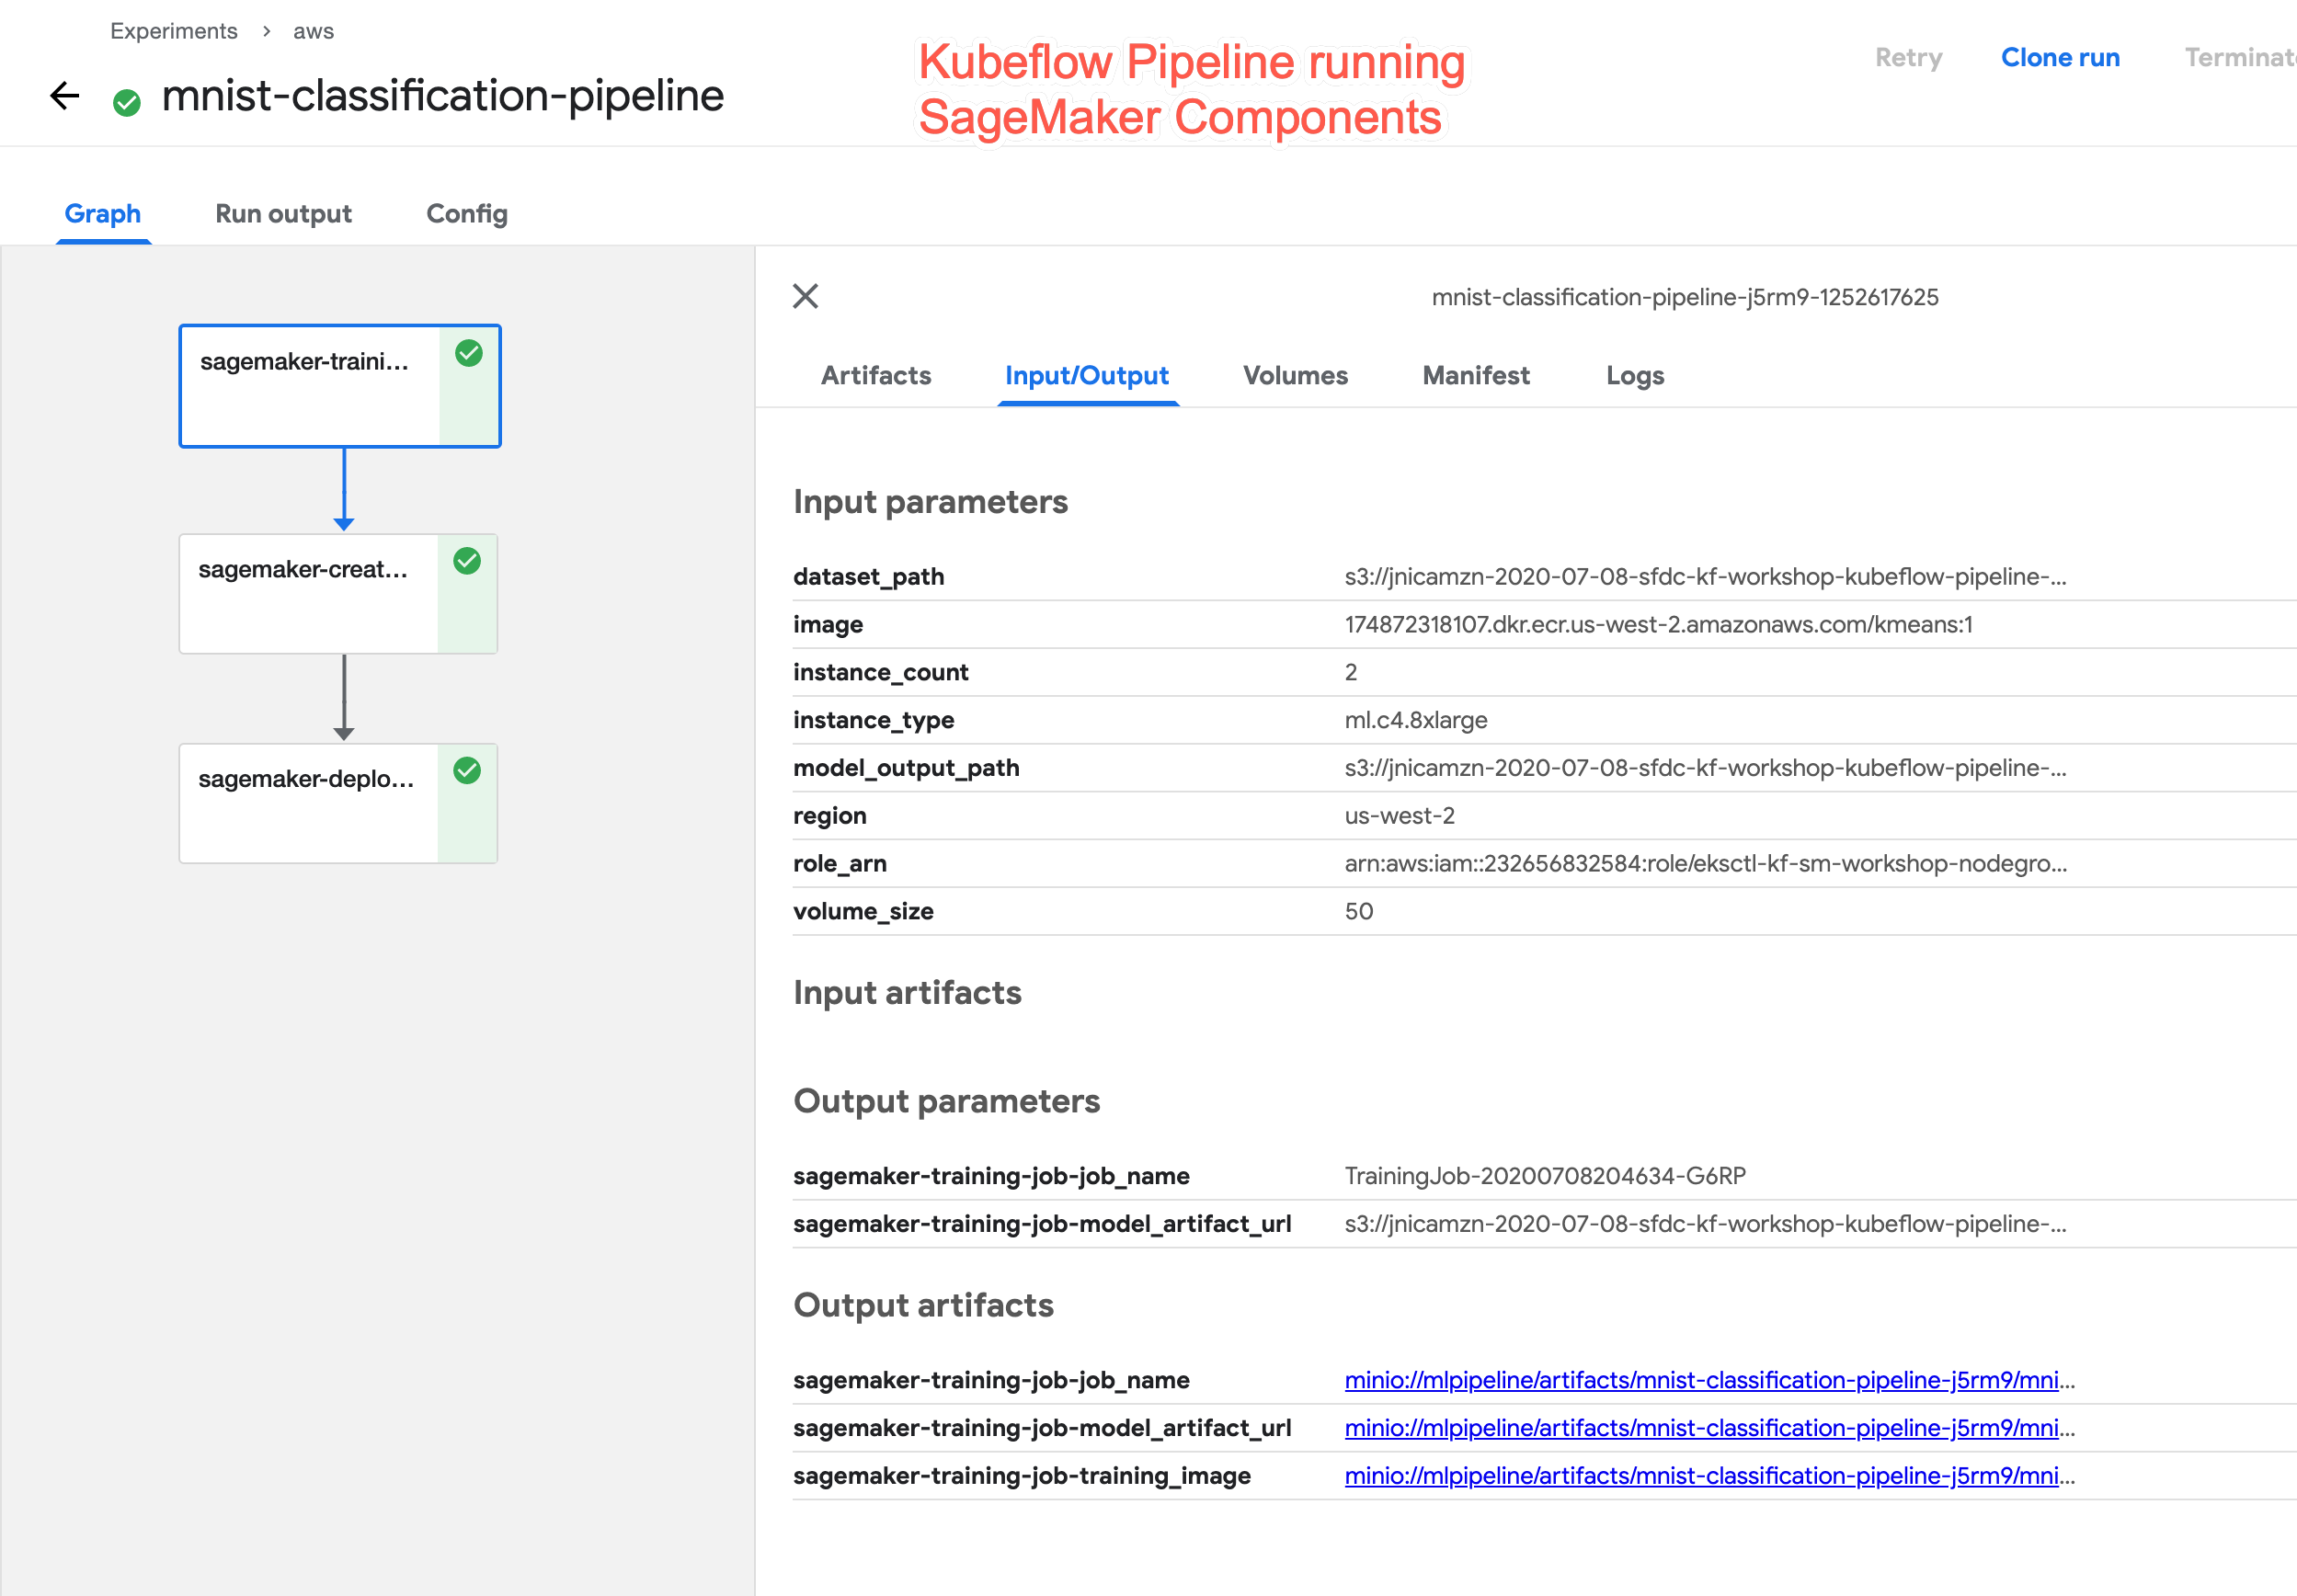 Experiments > aws
mnist-classification-pipeline
Kubeflow Pipeline running
SageMaker Components
Retry
Clone run
Terminat
Graph
Run output
Config
sagemaker-traini...
sagemaker-creat...
sagemaker-deplo...
mnist-classification-pipeline-j5rm9-1252617625
Artifacts
Input/Output
Volumes
Manifest
Logs
Input parameters
dataset_path s3://jnicamzn-2020-07-08-sfdc-kf-workshop-kubeflow-pipeline-...
image 174872318107.dkr.ecr.us-west-2.amazonaws.com/kmeans:1
instance_count 2
instance_type ml.c4.8xlarge
model_output_path s3://jnicamzn-2020-07-08-sfdc-kf-workshop-kubeflow-pipeline-...
region us-west-2
role_arn arn:aws:iam::232656832584:role/eksctl-kf-sm-workshop-nodegro...
volume_size 50
Input artifacts
Output parameters
sagemaker-training-job-job_name TrainingJob-20200708204634-G6RP
sagemaker-training-job-model_artifact_url s3://jnicamzn-2020-07-08-sfdc-kf-workshop-kubeflow-pipeline-...
Output artifacts
sagemaker-training-job-job_name minio://mlpipeline/artifacts/mnist-classification-pipeline-j5rm9/mni...
sagemaker-training-job-model_artifact_url minio://mlpipeline/artifacts/mnist-classification-pipeline-j5rm9/mni...
sagemaker-training-job-training_image minio://mlpipeline/artifacts/mnist-classification-pipeline-j5rm9/mni...